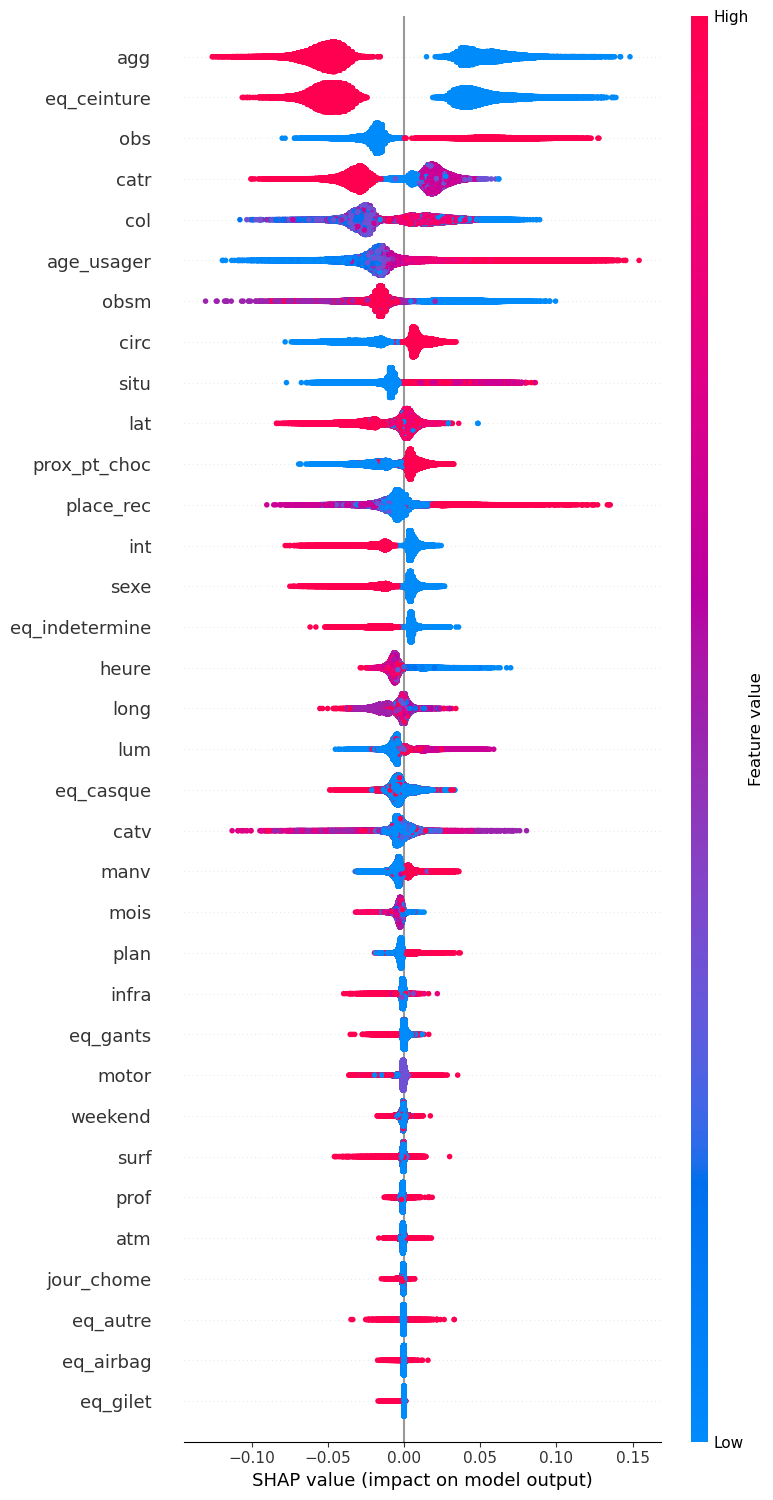 High
agg
eq_ceinture
obs
catr
col
age_usager
obsm
circ
situ
lat
prox_pt_choc
place_rec
int
sexe
eq_indetermine
heure
long
lum
eq_casque
catv
manv
mois
plan
infra
eq_gants
motor
weekend
surf
prof
atm
jour_chome
eq_autre
eq_airbag
eq_gilet
Feature value
Low
−0.10 −0.05 0.00 0.05 0.10 0.15
SHAP value (impact on model output)